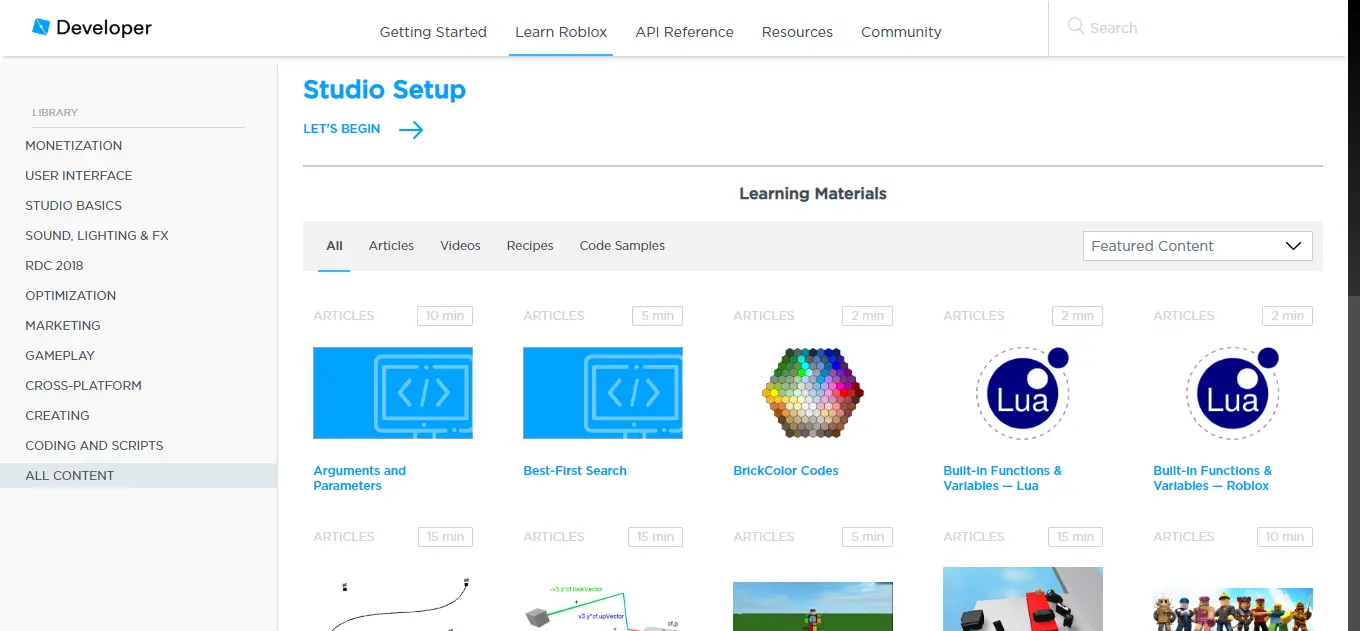 Developer
Getting Started
Learn Roblox
API Reference
Resources
Community
Search
LIBRARY
MONETIZATION
USER INTERFACE
STUDIO BASICS
SOUND, LIGHTING & FX
RDC 2018
OPTIMIZATION
MARKETING
GAMEPLAY
CROSS-PLATFORM
CREATING
CODING AND SCRIPTS
ALL CONTENT
Studio Setup
LET'S BEGIN
Learning Materials
All
Articles
Videos
Recipes
Code Samples
Featured Content
ARTICLES
10 min
Arguments and
Parameters
ARTICLES
5 min
Best-First Search
ARTICLES
2 min
BrickColor Codes
ARTICLES
2 min
Lua
Built-in Functions &
Variables — Lua
ARTICLES
2 min
Lua
Built-in Functions &
Variables — Roblox
ARTICLES
15 min
ARTICLES
15 min
-v3.z*cf.lookVector
v3.y*cf.upVector
cf.p
ARTICLES
5 min
ARTICLES
15 min
ARTICLES
10 min